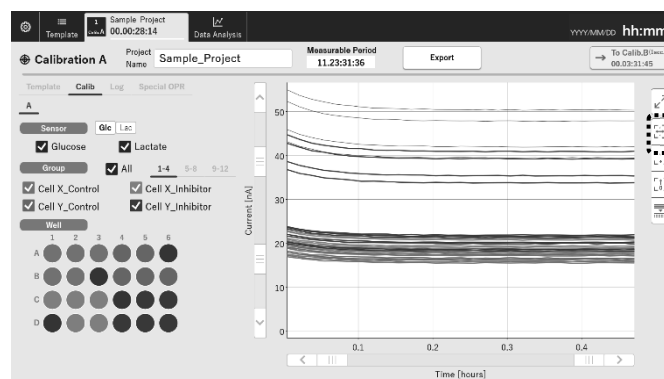 Template
1
Calib.A
Sample Project
00.00:28:14
Data Analysis
YYYY/MM/DD hh:mm
Calibration A
Project Name
Sample_Project
Measurable Period
11.23:31:36
Export
→ To Calib.B
00.03:31:45
Template Calib Log Special OPR
A
Sensor Glc Lac
Glucose Lactate
Group All 1-4 5-8 9-12
Cell X_Control Cell X_Inhibitor
Cell Y_Control Cell Y_Inhibitor
Well
1 2 3 4 5 6
A
B
C
D
Current [nA]
50
40
30
20
10
0
0.1 0.2 0.3 0.4
Time [hours]